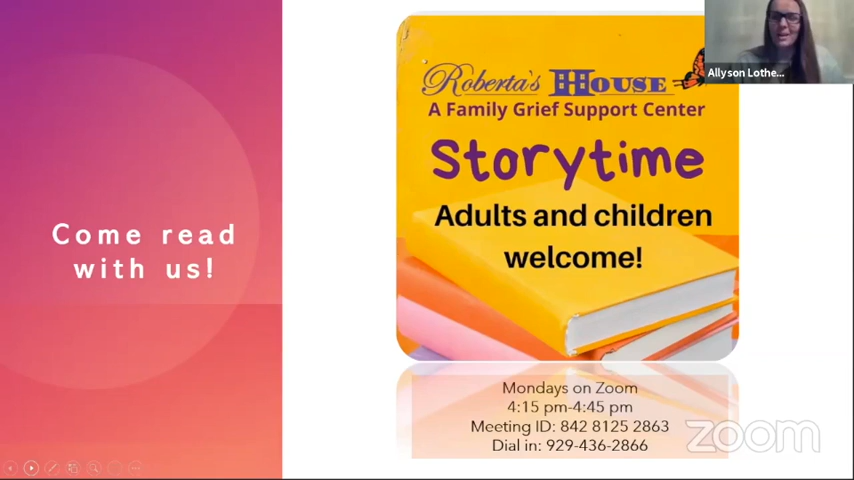 Come read
with us!
Roberta's HOUSE
A Family Grief Support Center
Storytime
Adults and children
welcome!
Mondays on Zoom
4:15 pm-4:45 pm
Meeting ID: 842 8125 2863
Dial in: 929-436-2866
Allyson Lothe...
zoom